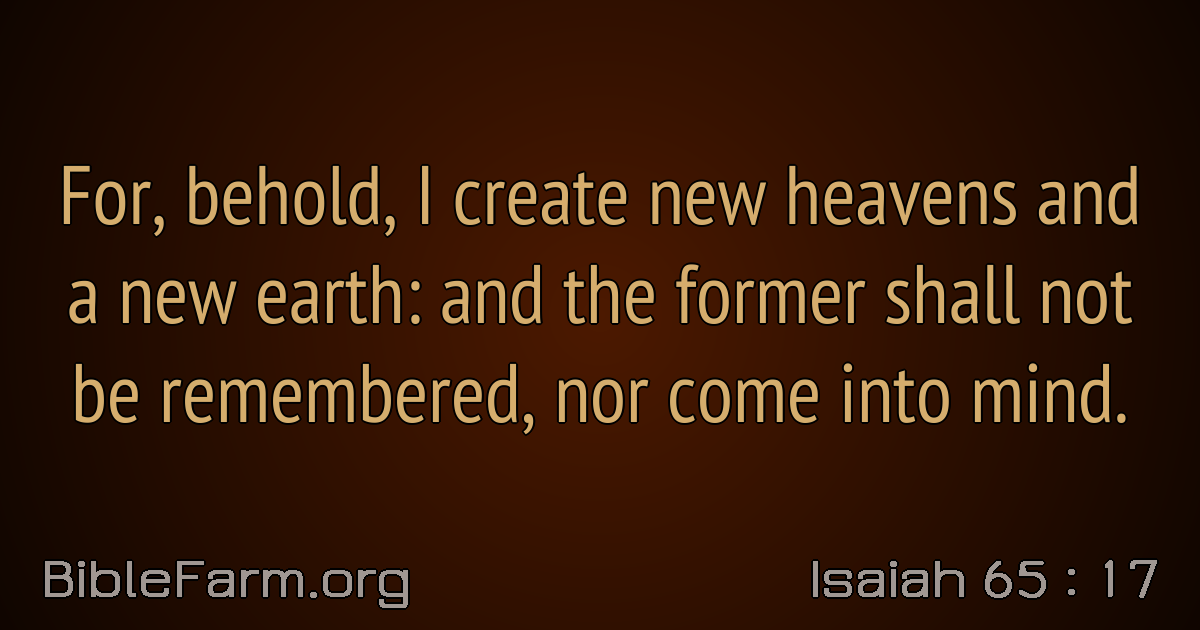 For, behold, I create new heavens and
a new earth: and the former shall not
be remembered, nor come into mind.
BibleFarm.org
Isaiah 65 : 17